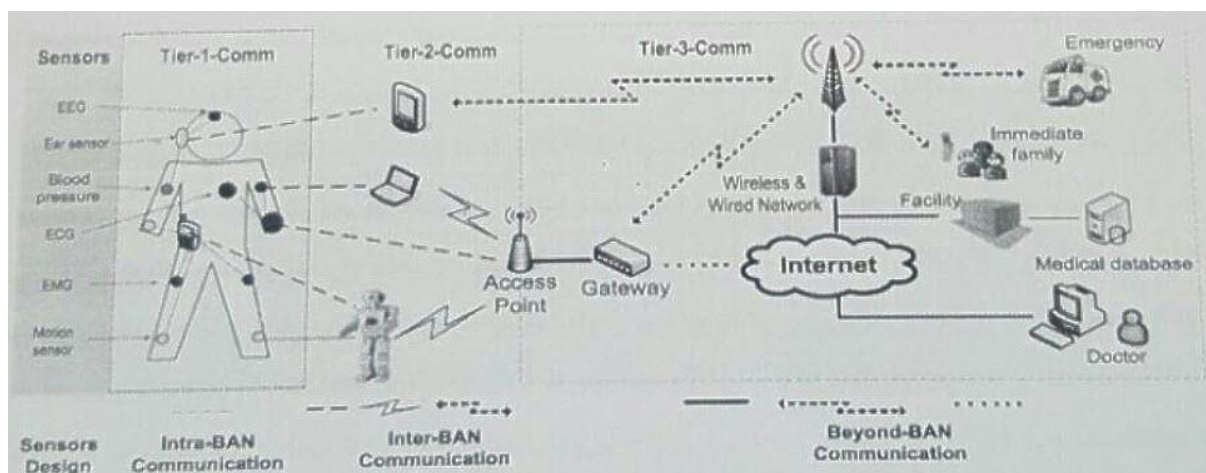 Sensors
Tier-1-Comm
Tier-2-Comm
Tier-3-Comm
Emergency
EEG
Ear sensor
Immediate
family
Blood
pressure
Wireless &
Wired Network
Facility
ECG
Internet
Medical database
EMG
Access
Point
Gateway
Motion
sensor
Doctor
Sensors
Design
Intra-BAN
Communication
Inter-BAN
Communication
Beyond-BAN
Communication